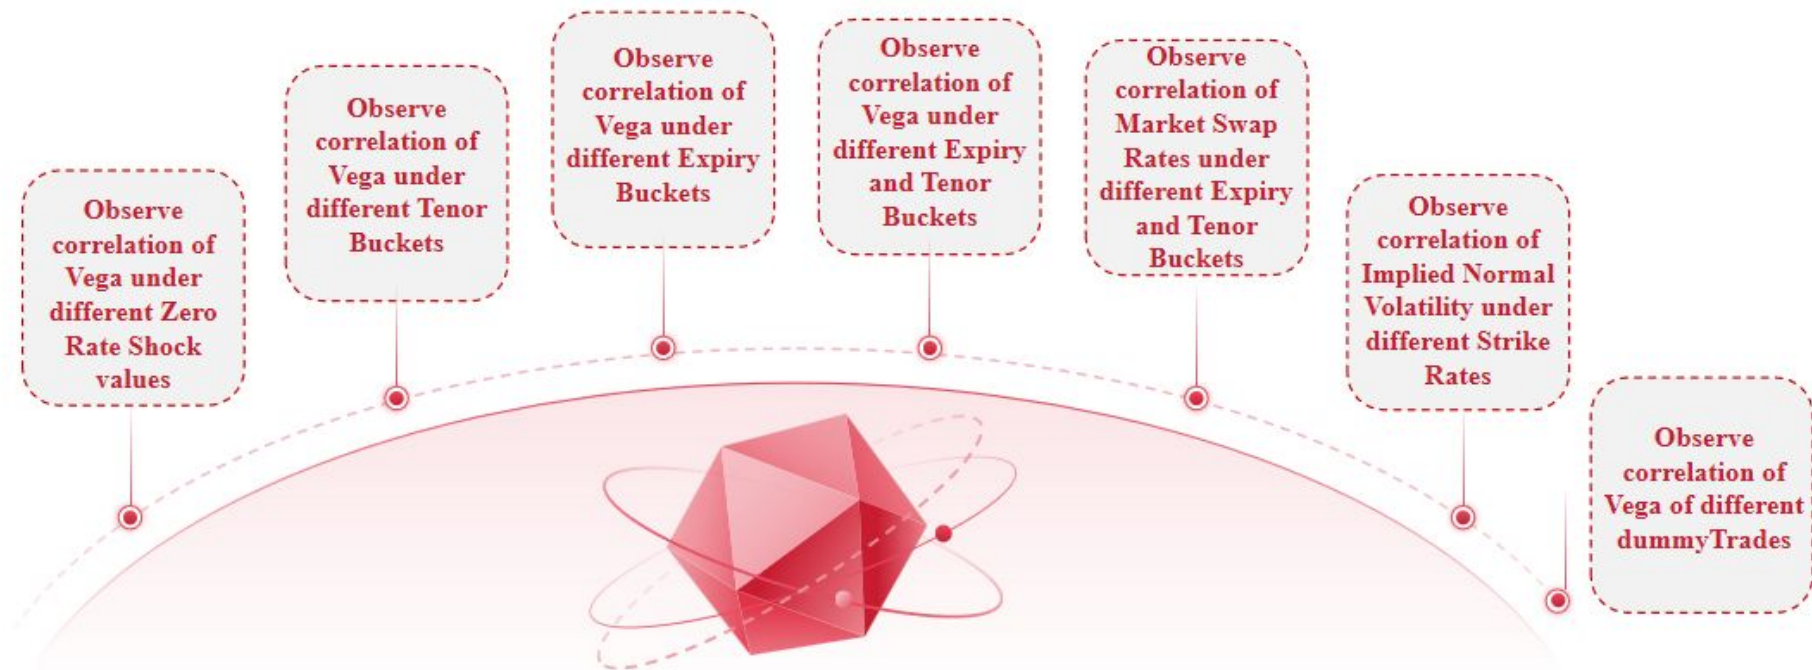 Observe
correlation of
Vega under
different Zero
Rate Shock
values
Observe
correlation of
Vega under
different Tenor
Buckets
Observe
correlation of
Vega under
different Expiry
Buckets
Observe
correlation of
Vega under
different Expiry
and Tenor
Buckets
Observe
correlation of
Market Swap
Rates under
different Expiry
and Tenor
Buckets
Observe
correlation of
Implied Normal
Volatility under
different Strike
Rates
Observe
correlation of
Vega of different
dummyTrades